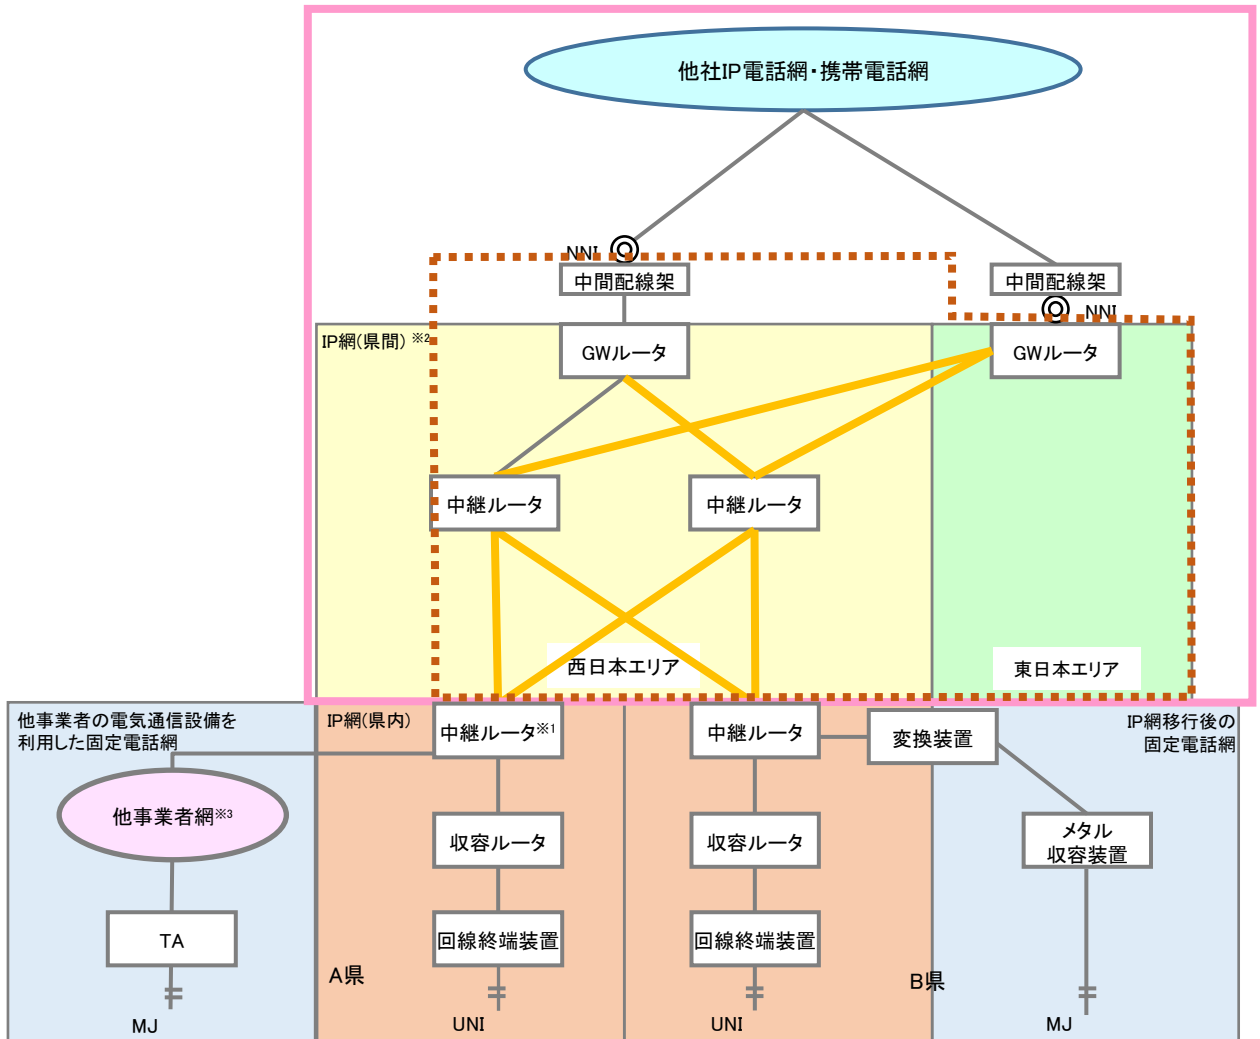 他社IP電話網・携帯電話網
NNI
中間配線架
中間配線架
NNI
IP網(県間) ※2
GWルータ
GWルータ
中継ルータ
中継ルータ
西日本エリア
東日本エリア
他事業者の電気通信設備を
利用した固定電話網
IP網(県内)
中継ルータ※1
中継ルータ
変換装置
IP網移行後の
固定電話網
他事業者網※3
収容ルータ
収容ルータ
メタル
収容装置
TA
回線終端装置
回線終端装置
A県
B県
MJ
UNI
UNI
MJ